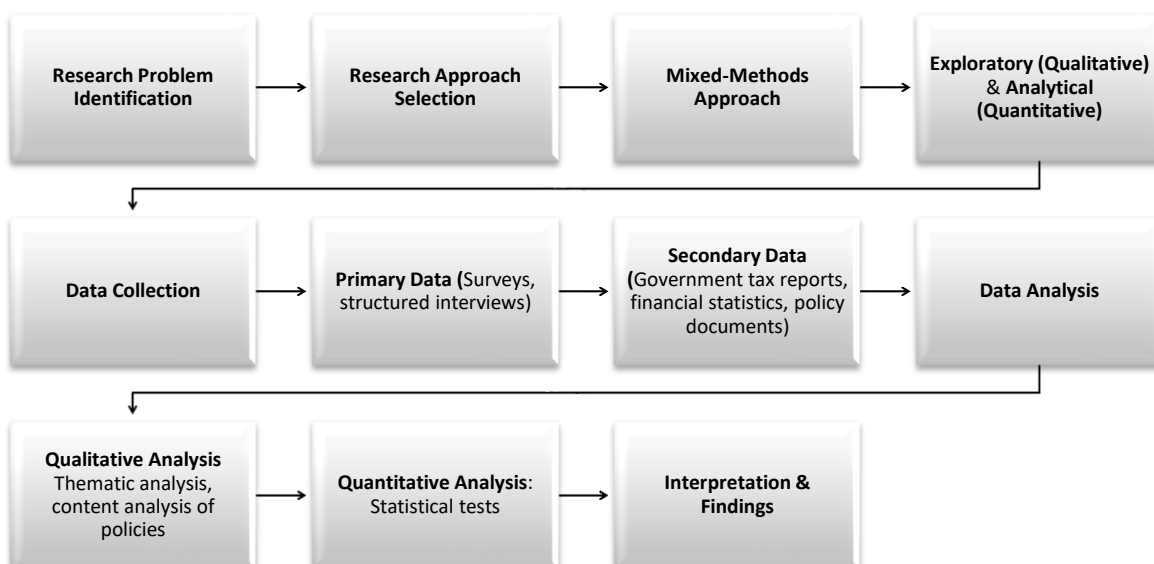 Research Problem
Identification
Research Approach
Selection
Mixed-Methods
Approach
Exploratory (Qualitative)
& Analytical
(Quantitative)
Data Collection
Primary Data (Surveys,
structured interviews)
Secondary Data
(Government tax reports,
financial statistics, policy
documents)
Data Analysis
Qualitative Analysis
Thematic analysis,
content analysis of
policies
Quantitative Analysis:
Statistical tests
Interpretation &
Findings